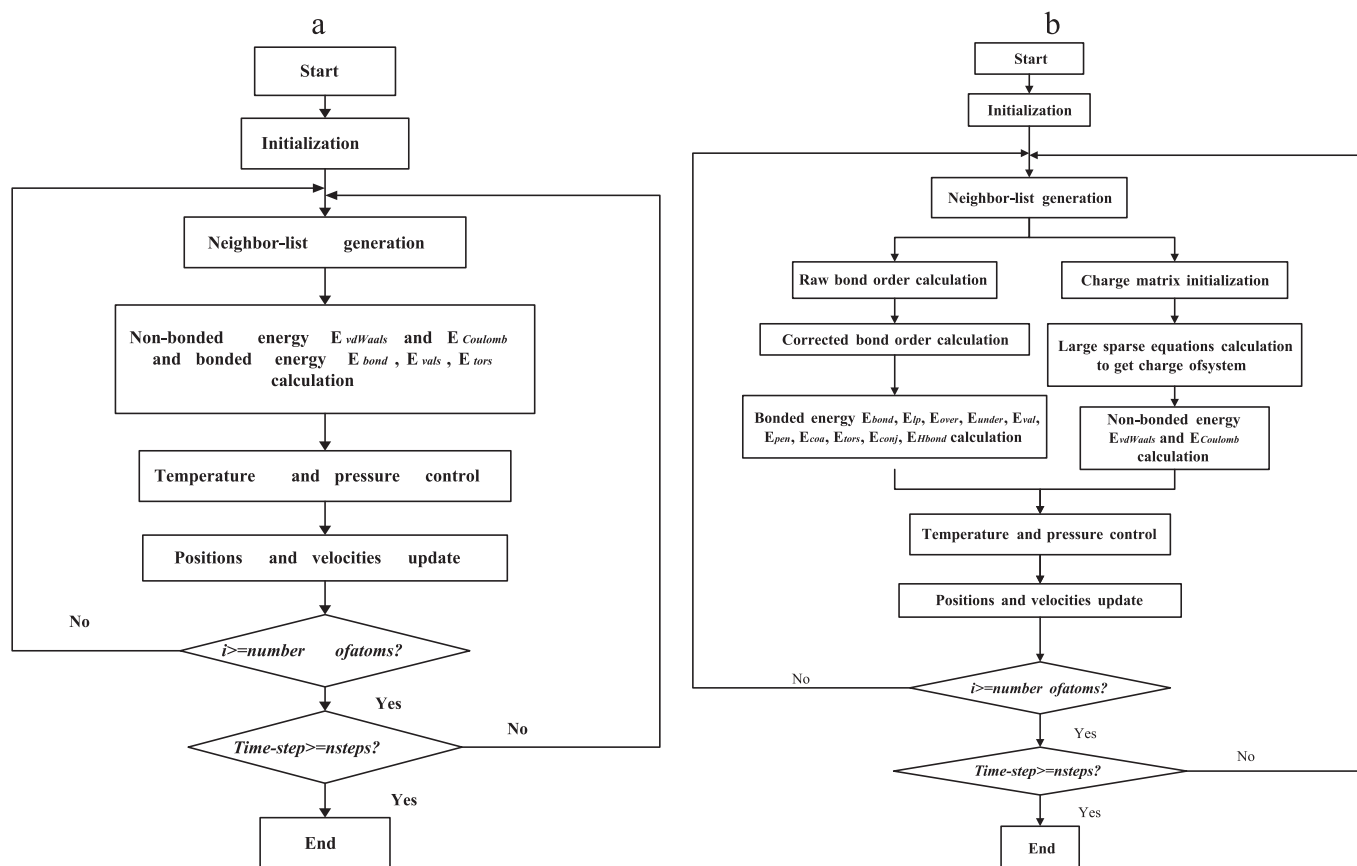 a
Start
Initialization
Neighbor-list generation
Non-bonded energy E vdWaals and E Coulomb
and bonded energy E bond , E vals , E tors
calculation
Temperature and pressure control
Positions and velocities update
No
i>=number ofatoms?
Yes
No
Time-step>=nsteps?
Yes
End
b
Start
Initialization
Neighbor-list generation
Raw bond order calculation
Charge matrix initialization
Corrected bond order calculation
Large sparse equations calculation
to get charge ofsystem
Bonded energy Ebond, Elp, Eover, Eunder, Eval,
Epen, Ecoa, Etors, Econj, EHbond calculation
Non-bonded energy
EvdWaals and ECoulomb
calculation
Temperature and pressure control
Positions and velocities update
No
i>=number ofatoms?
Yes
No
Time-step>=nsteps?
Yes
End